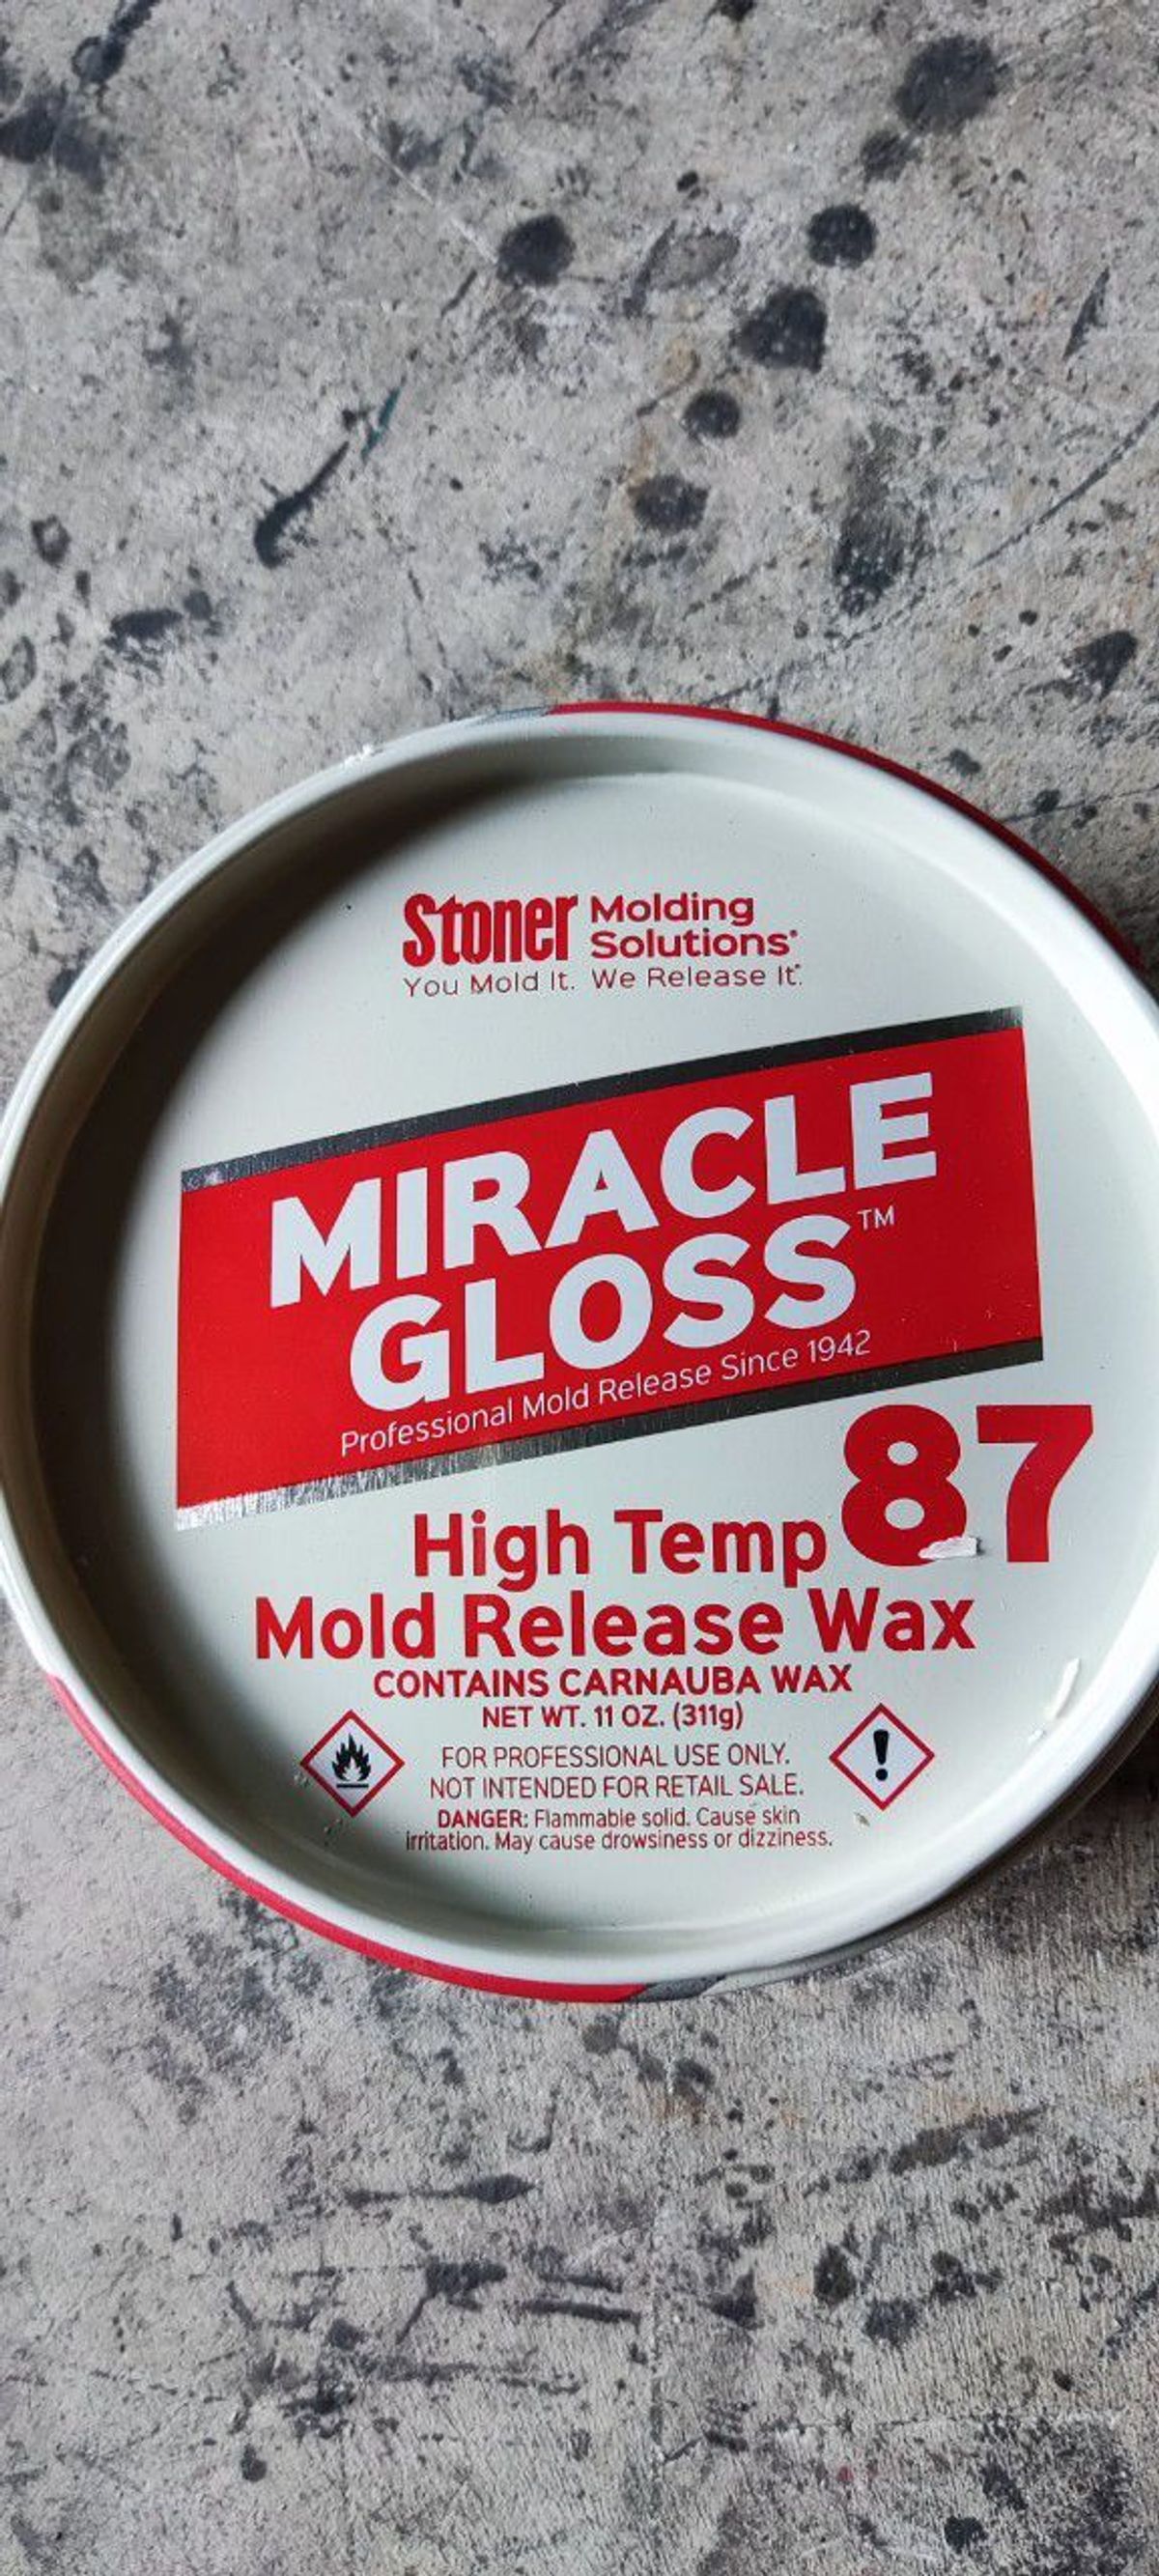 Stoner Molding Solutions®
You Mold It. We Release It.
MIRACLE
GLOSS™
Professional Mold Release Since 1942
87
High Temp
Mold Release Wax
CONTAINS CARNAUBA WAX
NET WT. 11 OZ. (311g)
FOR PROFESSIONAL USE ONLY.
NOT INTENDED FOR RETAIL SALE.
DANGER: Flammable solid. Cause skin
irritation. May cause drowsiness or dizziness.